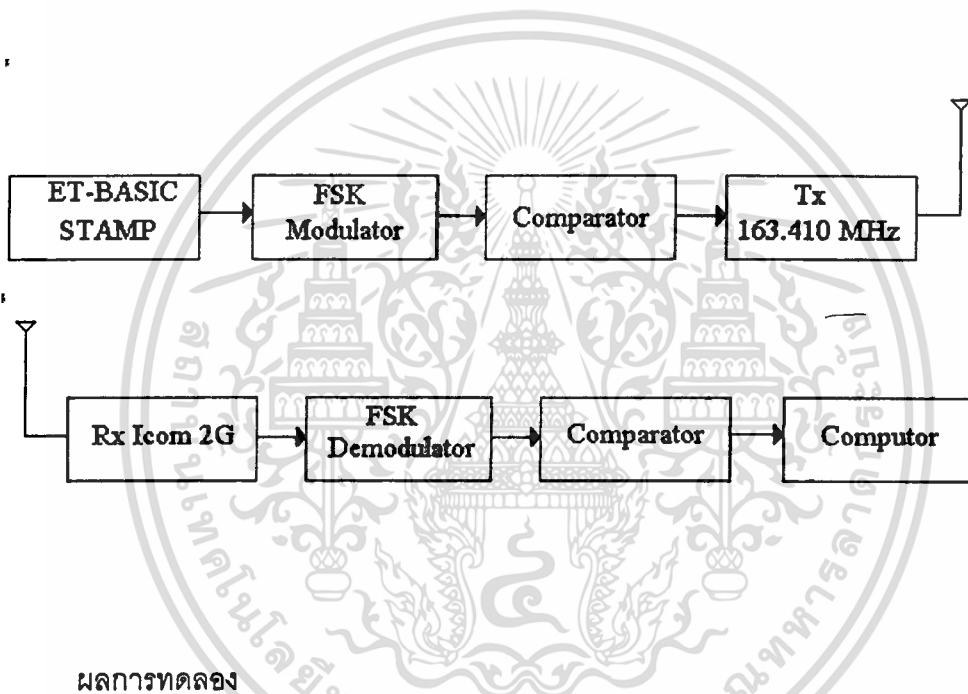 ET-BASIC
STAMP
FSK
Modulator
Comparator
Tx
163.410 MHz
Rx Icom 2G
FSK
Demodulator
Comparator
Computor
ผลการทดลอง